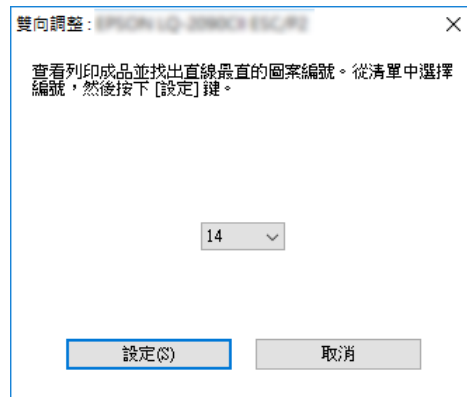 雙向調整 :
查看列印成品並找出直線最直的圖案編號。從清單中選擇
編號，然後按下 [設定] 鍵。
14
設定(S)
取消